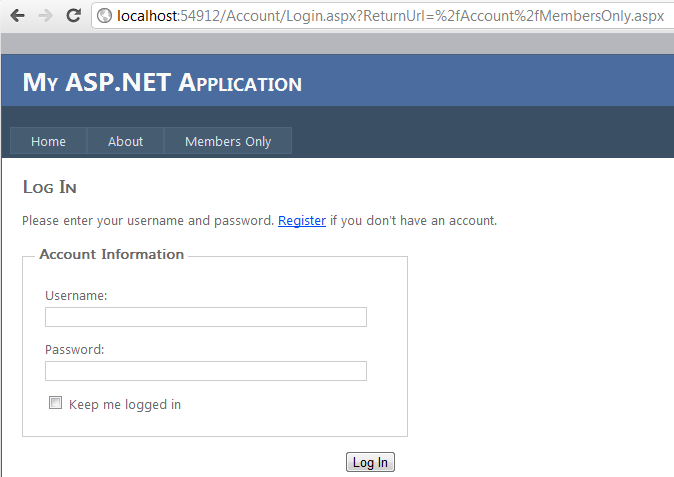 localhost:54912/Account/Login.aspx?ReturnUrl=%2fAccount%2fMembersOnly.aspx
My ASP.NET Application
Home About Members Only
Log In
Please enter your username and password. Register if you don't have an account.
Account Information
Username:
Password:
Keep me logged in
Log In